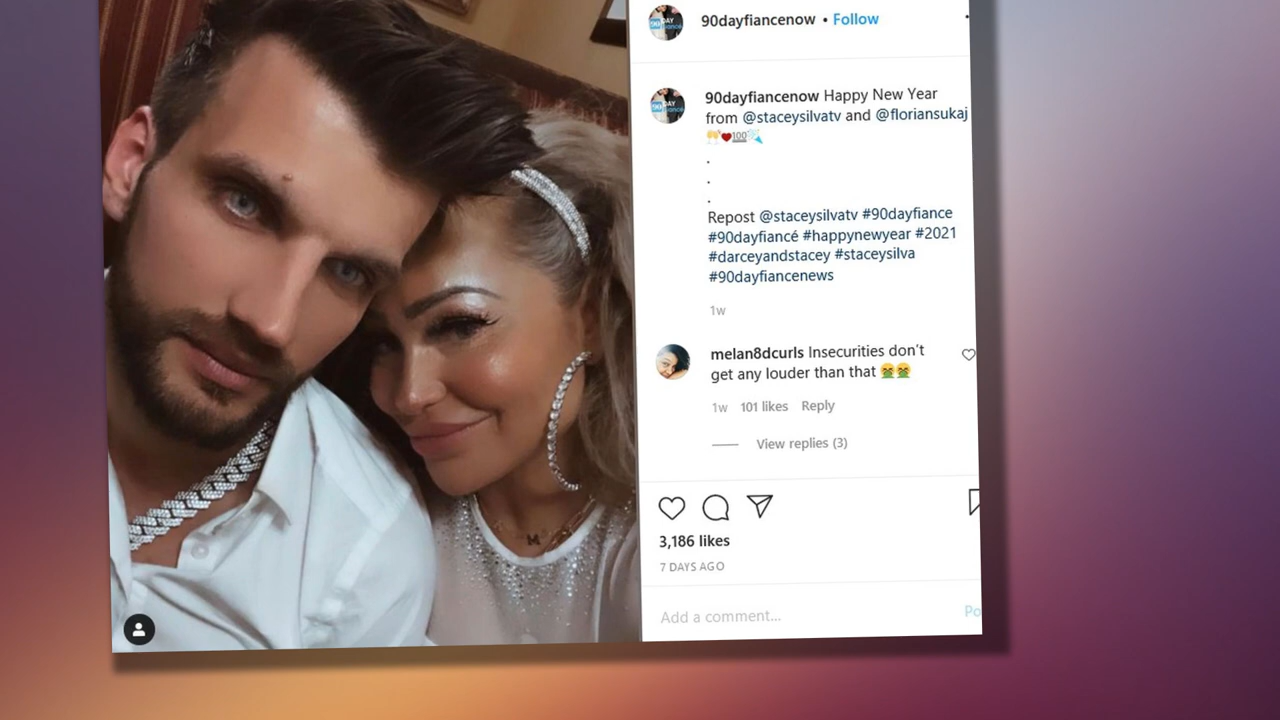 90dayfiancenow • Follow
90dayfiancenow Happy New Year
from @staceysilvatv and @floriansukaj
🥂❤️💯🎉
.
.
.
Repost @staceysilvatv #90dayfiance
#90dayfiancé #happynewyear #2021
#darceyandstacey #staceysilva
#90dayfiancenews
1w
melan8dcurls Insecurities don't
get any louder than that 🤮🤮
1w 101 likes Reply
View replies (3)
3,186 likes
7 DAYS AGO
Add a comment... Po